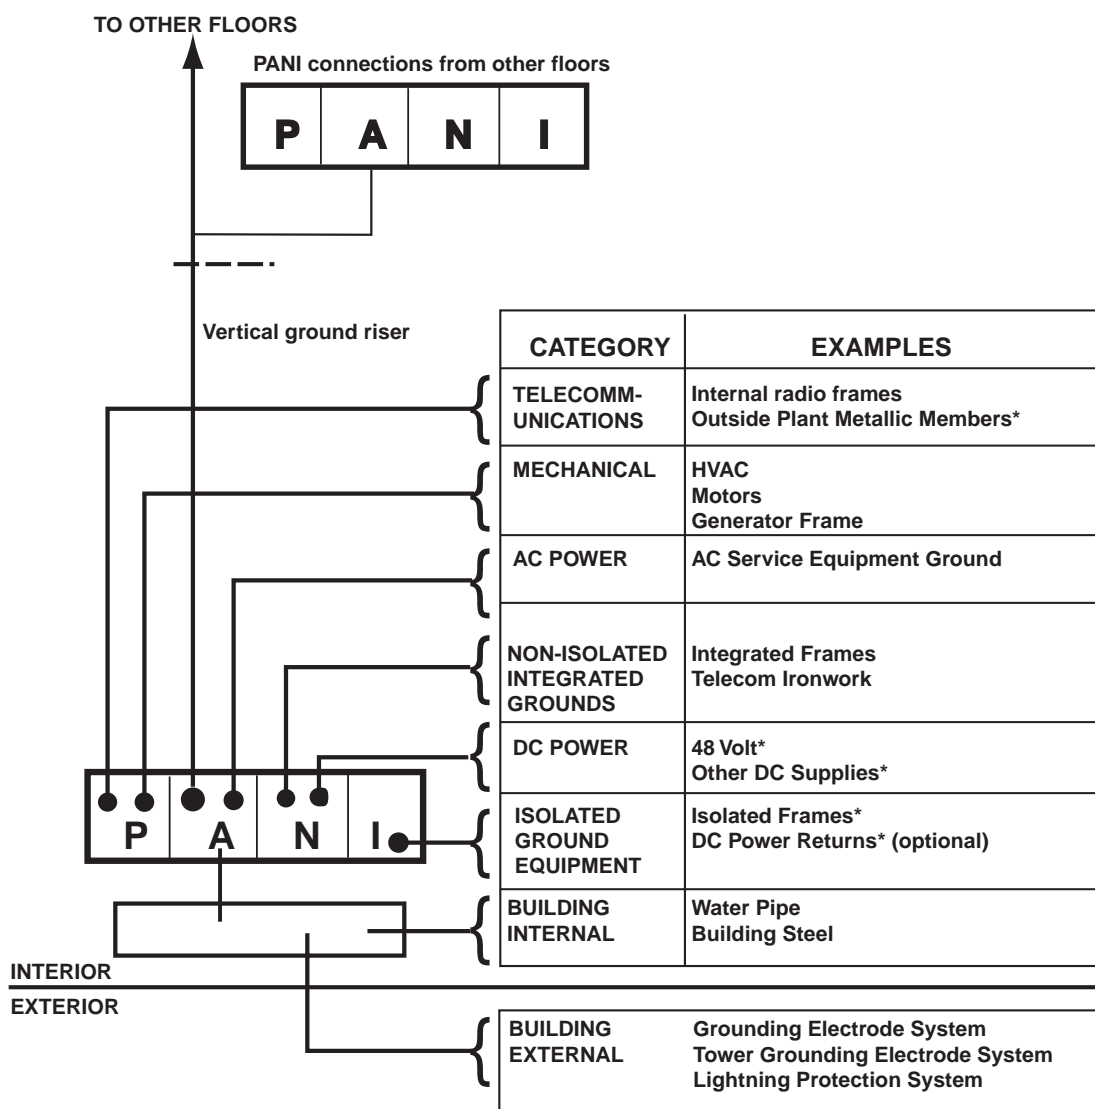 TO OTHER FLOORS
PANI connections from other floors
P A N I
Vertical ground riser
CATEGORY EXAMPLES
TELECOMM- Internal radio frames
UNICATIONS Outside Plant Metallic Members*
MECHANICAL HVAC
Motors
Generator Frame
AC POWER AC Service Equipment Ground
NON-ISOLATED Integrated Frames
INTEGRATED Telecom Ironwork
GROUNDS
DC POWER 48 Volt*
Other DC Supplies*
P A N I
ISOLATED Isolated Frames*
GROUND DC Power Returns* (optional)
EQUIPMENT
BUILDING Water Pipe
INTERNAL Building Steel
INTERIOR
EXTERIOR
BUILDING Grounding Electrode System
EXTERNAL Tower Grounding Electrode System
Lightning Protection System